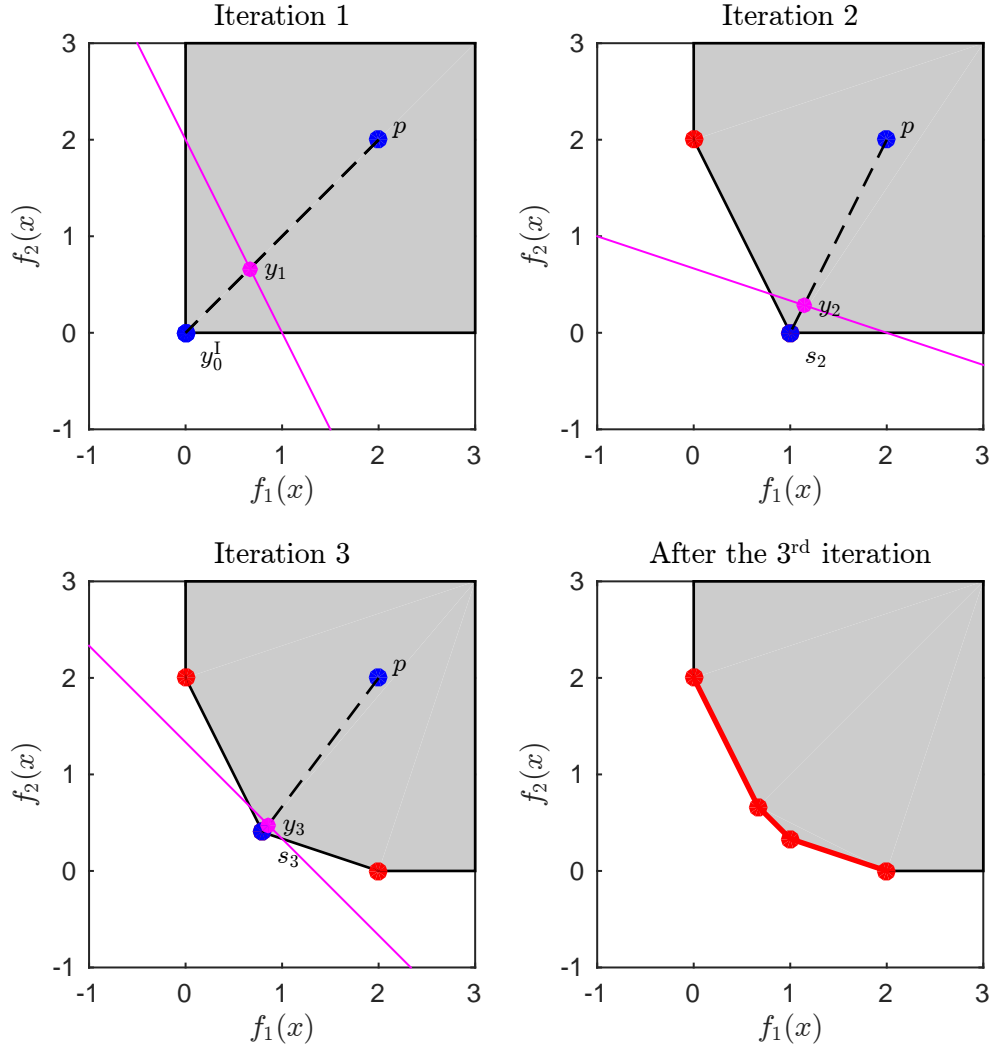 Iteration 1
3
2
1
0
-1
-1 0 1 2 3
f₂(x)
f₁(x)
p
y₁
y₀ᴵ
Iteration 2
3
2
1
0
-1
-1 0 1 2 3
f₂(x)
f₁(x)
p
y₂
s₂
Iteration 3
3
2
1
0
-1
-1 0 1 2 3
f₂(x)
f₁(x)
p
y₃
s₃
After the 3ʳᵈ iteration
3
2
1
0
-1
-1 0 1 2 3
f₂(x)
f₁(x)